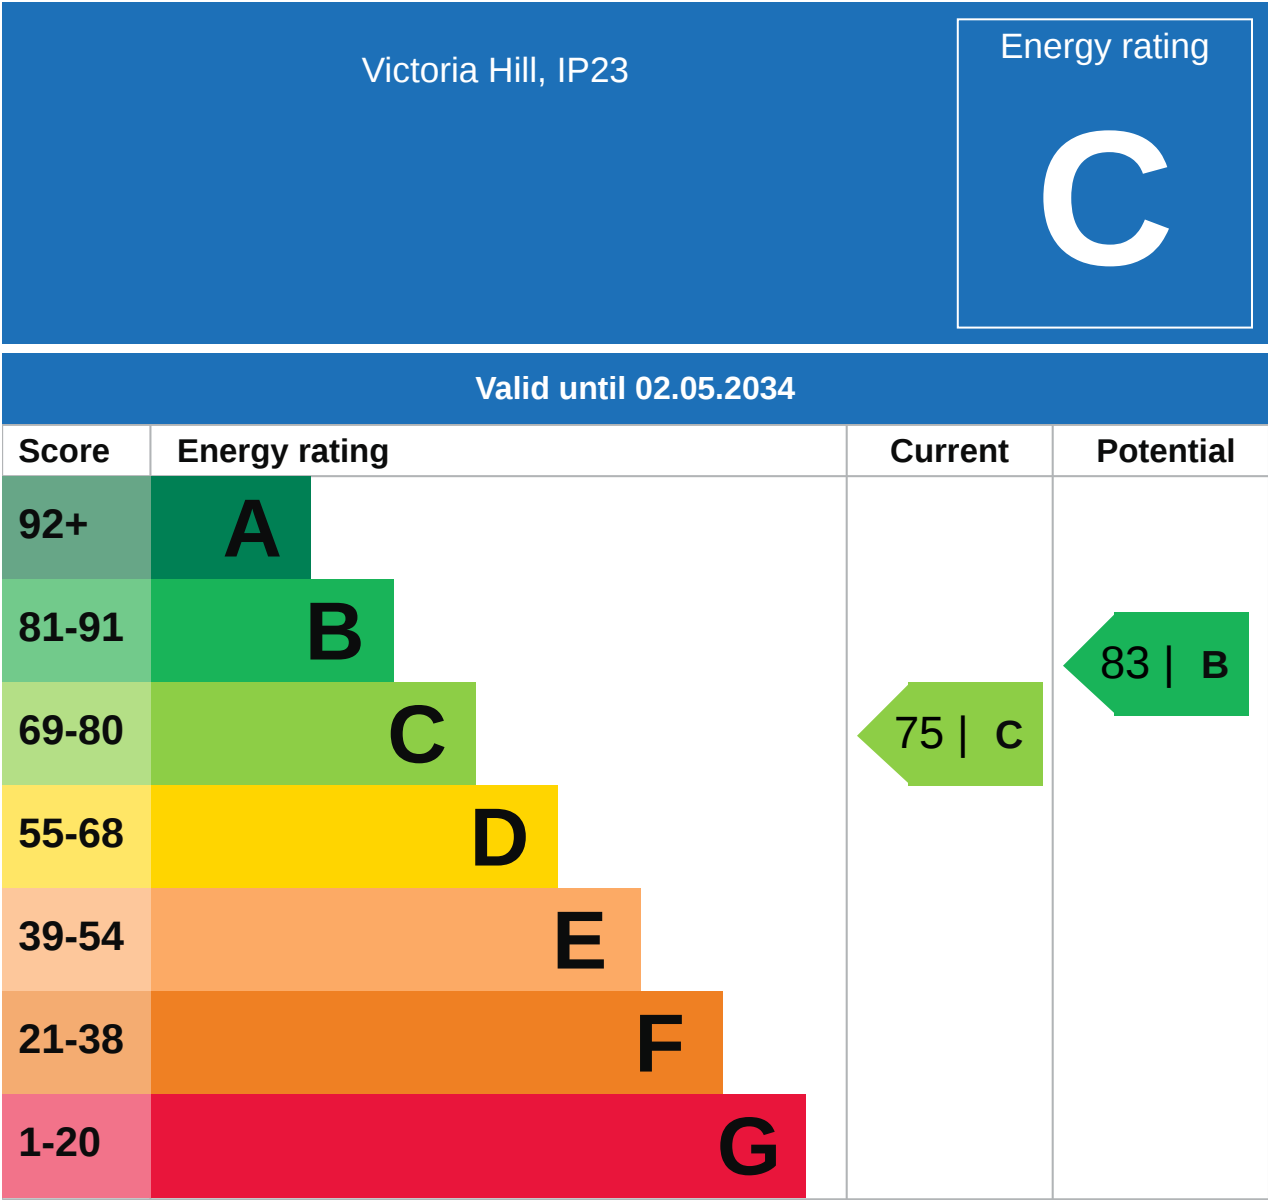 Victoria Hill, IP23
Energy rating
C
Valid until 02.05.2034
Score Energy rating Current Potential
92+ A
81-91 B
83 | B
69-80 C
75 | C
55-68 D
39-54 E
21-38 F
1-20 G